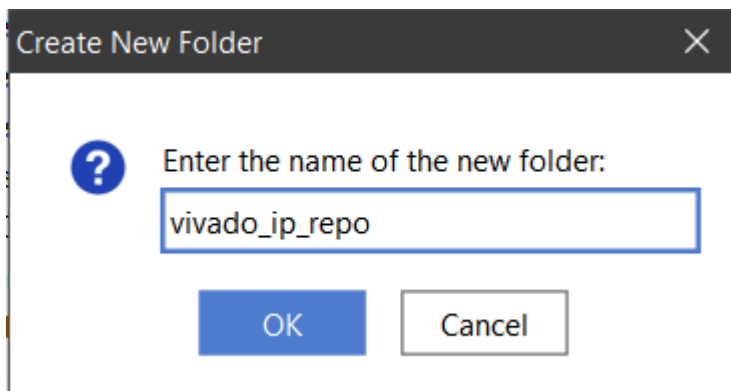 Create New Folder
Enter the name of the new folder:
vivado_ip_repo
OK
Cancel